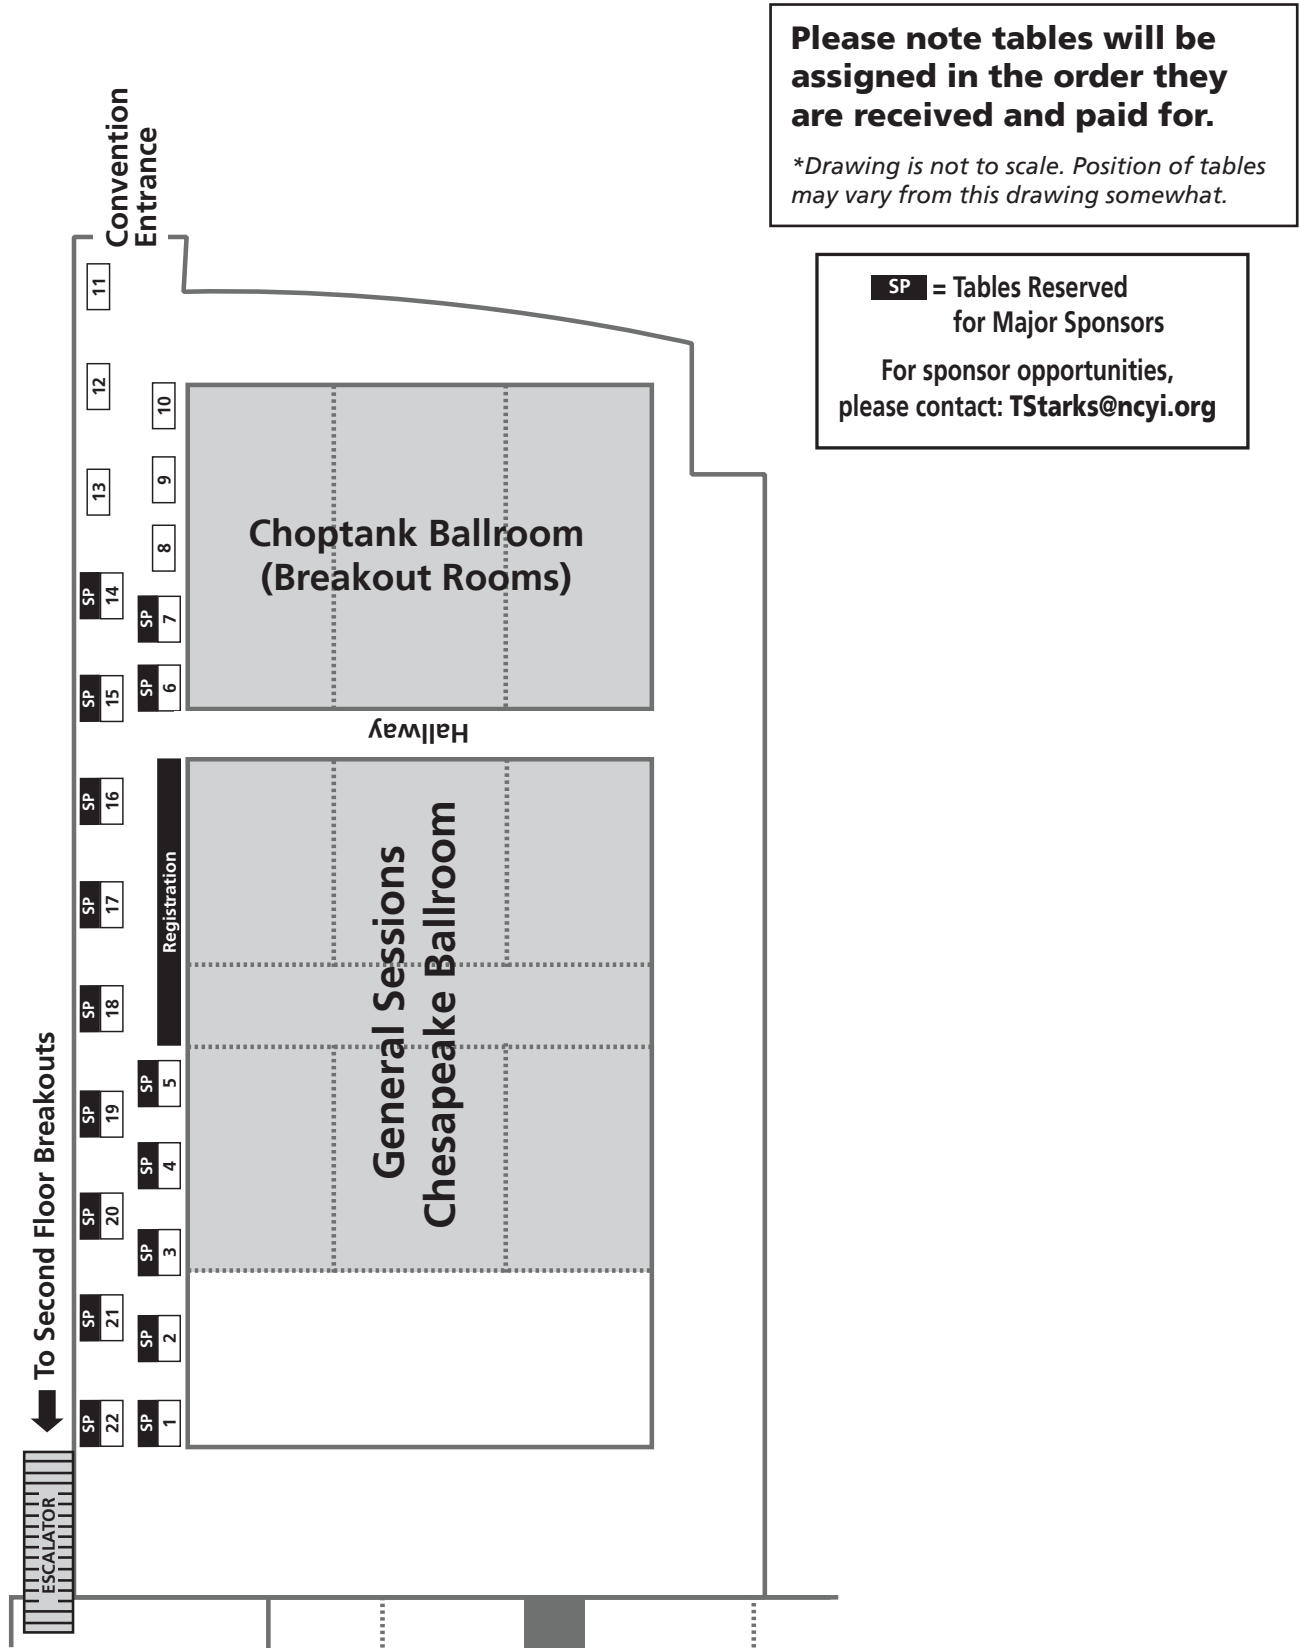 Please note tables will be
assigned in the order they
are received and paid for.
*Drawing is not to scale. Position of tables
may vary from this drawing somewhat.
SP = Tables Reserved
for Major Sponsors
For sponsor opportunities,
please contact: TStarks@ncyi.org
Convention
Entrance
11
12
13
SP 14
SP 15
SP 16
SP 17
SP 18
SP 19
SP 20
SP 21
SP 22
10
9
8
SP 7
SP 6
Registration
SP 5
SP 4
SP 3
SP 2
SP 1
Choptank Ballroom
(Breakout Rooms)
Hallway
General Sessions
Chesapeake Ballroom
To Second Floor Breakouts
ESCALATOR